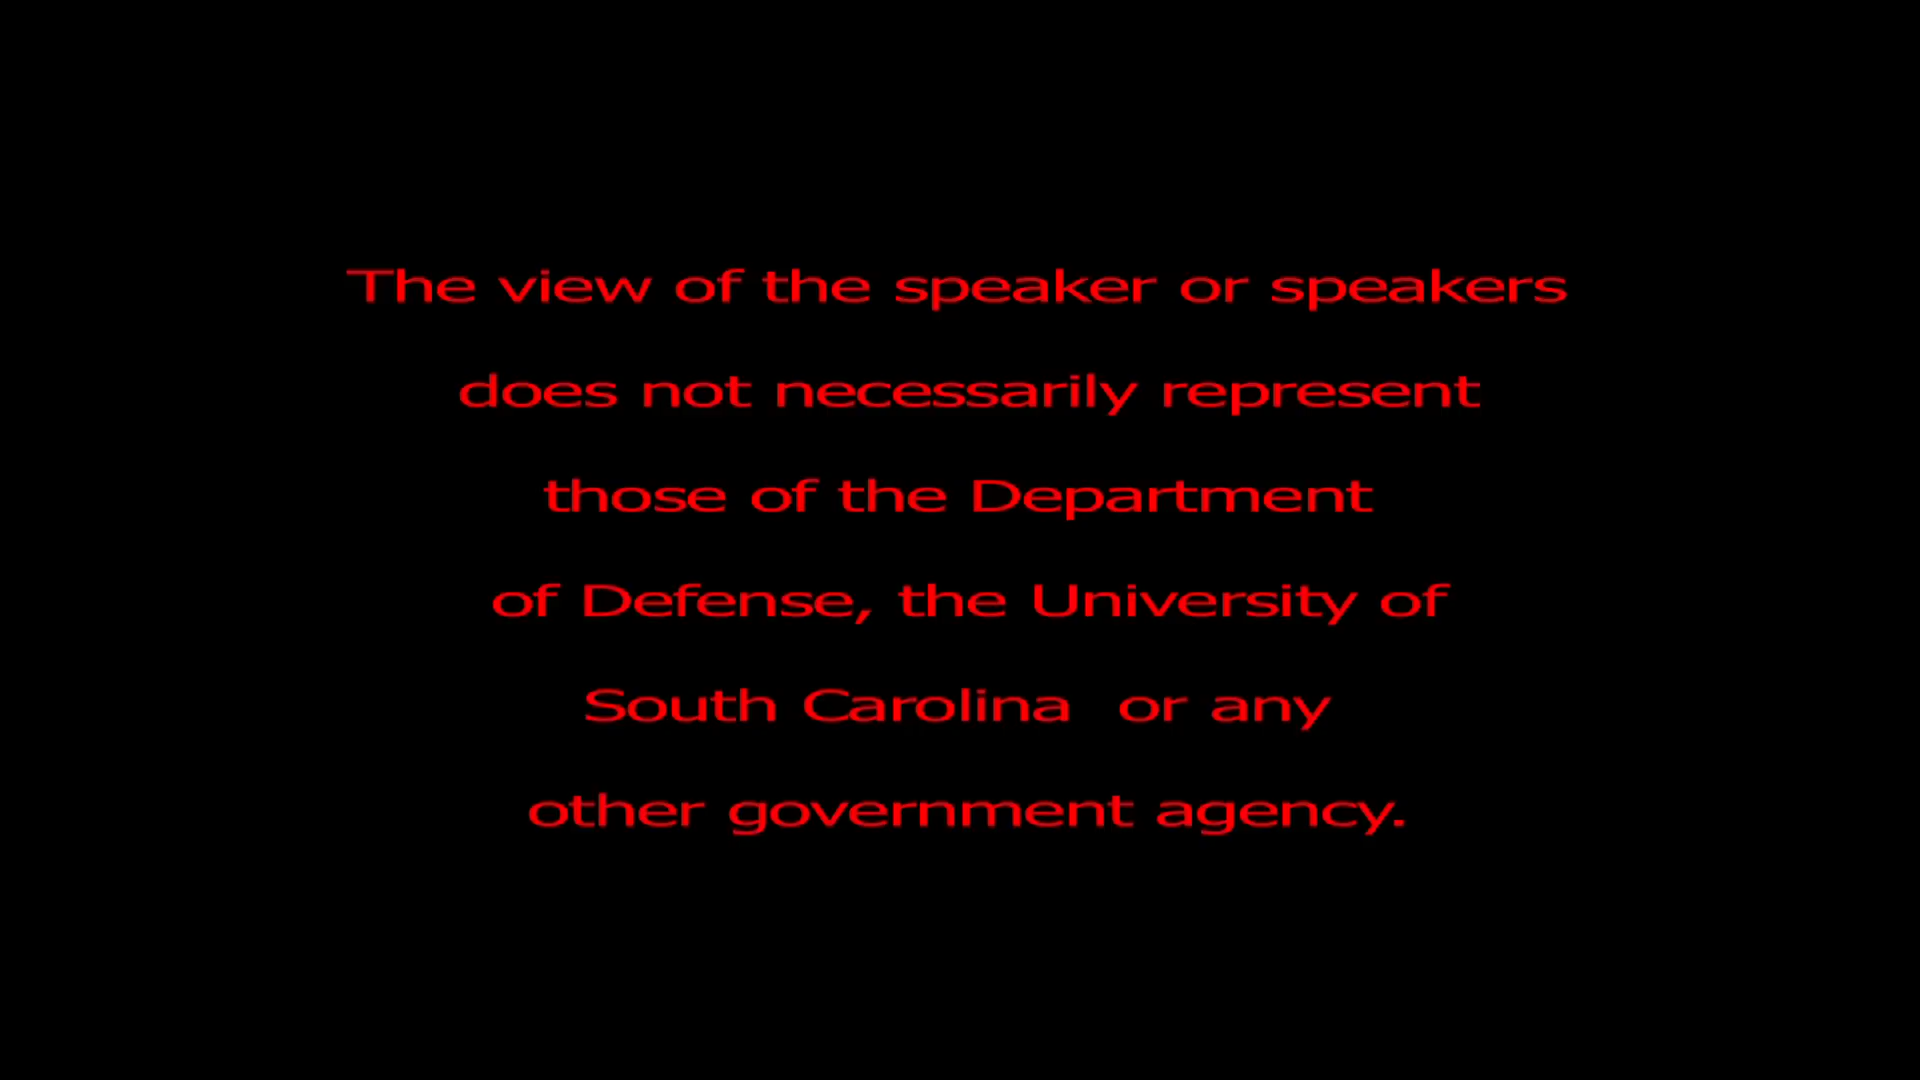 The view of the speaker or speakers
does not necessarily represent
those of the Department
of Defense, the University of
South Carolina  or any
other government agency.